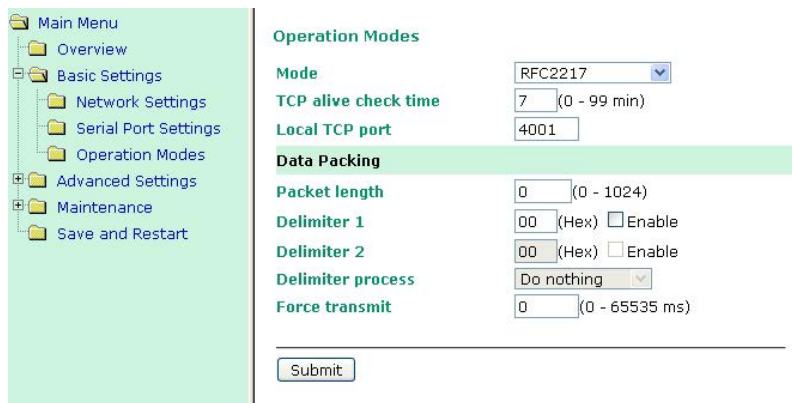 Main Menu
Overview
Basic Settings
Network Settings
Serial Port Settings
Operation Modes
Advanced Settings
Maintenance
Save and Restart
Operation Modes
Mode RFC2217
TCP alive check time 7 (0 - 99 min)
Local TCP port 4001
Data Packing
Packet length 0 (0 - 1024)
Delimiter 1 00 (Hex) Enable
Delimiter 2 00 (Hex) Enable
Delimiter process Do nothing
Force transmit 0 (0 - 65535 ms)
Submit